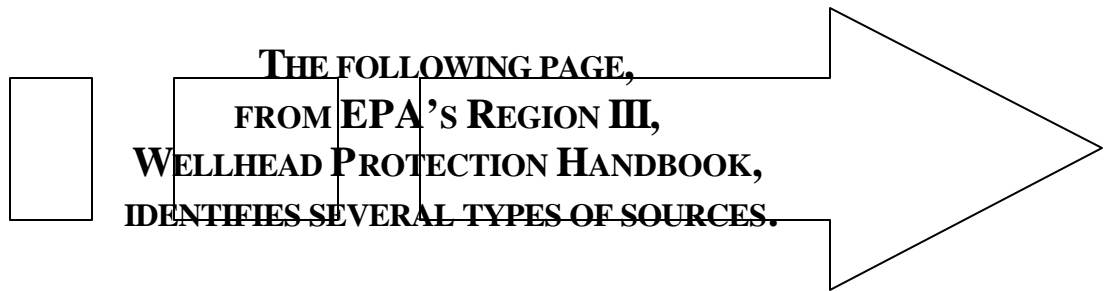 THE FOLLOWING PAGE,
FROM EPA'S REGION III,
WELLHEAD PROTECTION HANDBOOK,
IDENTIFIES SEVERAL TYPES OF SOURCES.